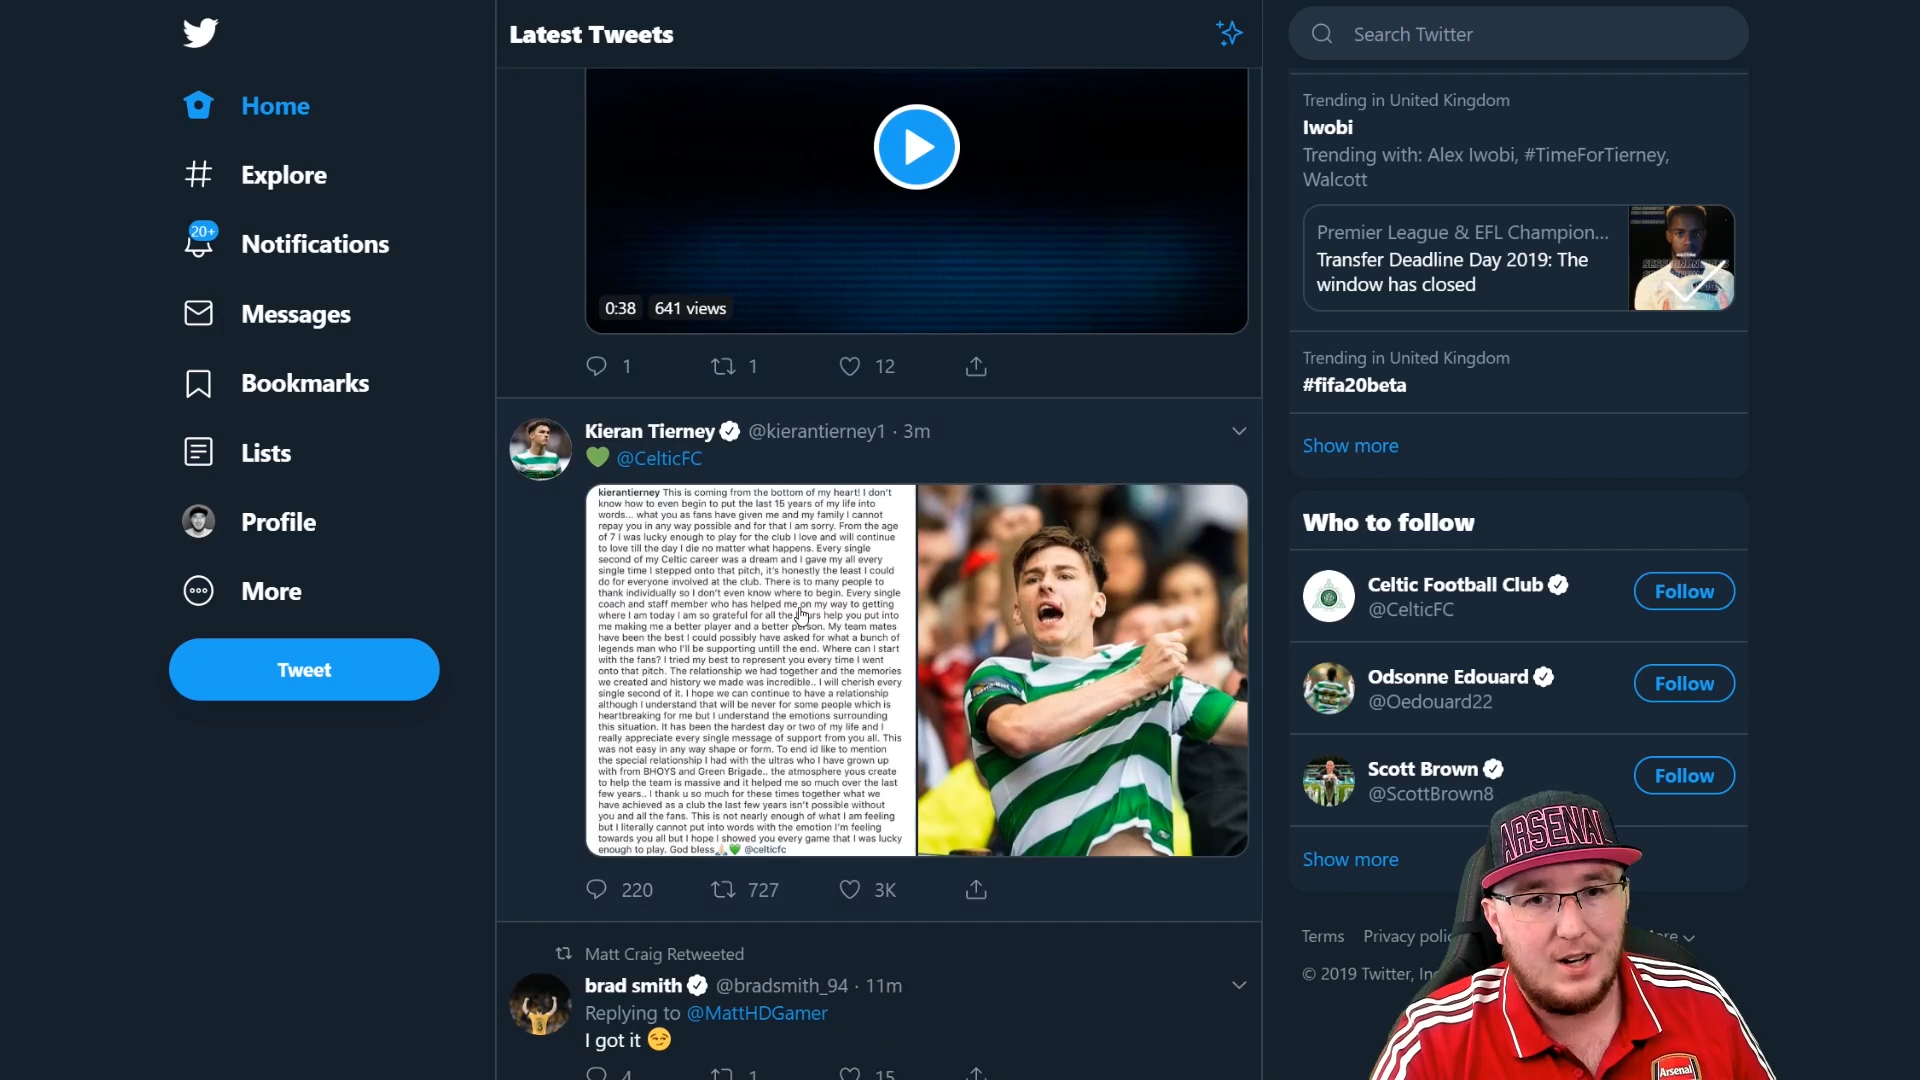 Home
Explore
20+
Notifications
Messages
Bookmarks
Lists
Profile
More
Tweet
Latest Tweets
0:38 641 views
1 1 12
Kieran Tierney @kierantierney1 · 3m
💚 @CelticFC
kierantierney This is coming from the bottom of my heart! I don't
know how to even begin to put the last 15 years of my life into
words... what you as fans have given me and my family I cannot
repay you in any way possible and for that I am sorry. From the age
of 7 I was lucky enough to play for the club I love and will continue
to love till the day I die no matter what happens. Every single
second of my Celtic career was a dream and I gave my all every
single time I stepped onto that pitch, it's honestly the least I could
do for everyone involved at the club. There is to many people to
thank individually so I don't even know where to begin. Every single
coach and staff member who has helped me on my way to getting
where I am today I am so grateful for all the hours help you put into
me making me a better player and a better person. My team mates
have been the best I could possibly have asked for what a bunch of
legends man who I'll be supporting untill the end. Where can I start
with the fans? I tried my best to represent you every time I went
onto that pitch. The relationship we had together and the memories
we created and history we made was incredible.. I will cherish every
single second of it. I hope we can continue to have a relationship
although I understand that will be never for some people which is
heartbreaking for me but I understand the emotions surrounding
this situation. It has been the hardest day or two of my life and I
really appreciate every single message of support from you all. This
was not easy in any way shape or form. To end id like to mention
the special relationship I had with the ultras who I have grown up
with from BHOYS and Green Brigade.. the atmosphere yous create
to help the team is massive and it helped me so much over the last
few years.. I thank u so much for these times together what we
have achieved as a club the last few years isn't possible without
you and all the fans. This is not nearly enough of what I am feeling
but I literally cannot put into words with the emotion I'm feeling
towards you all but I hope I showed you every game that I was lucky
enough to play. God bless🙏🏻💚 @celticfc
220 727 3K
Matt Craig Retweeted
brad smith @bradsmith_94 · 11m
Replying to @MattHDGamer
I got it 😏
4 1 15
Search Twitter
Trending in United Kingdom
Iwobi
Trending with: Alex Iwobi, #TimeForTierney,
Walcott
Premier League & EFL Champion...
Transfer Deadline Day 2019: The
window has closed
Trending in United Kingdom
#fifa20beta
Show more
Who to follow
Celtic Football Club
@CelticFC
Follow
Odsonne Edouard
@Oedouard22
Follow
Scott Brown
@ScottBrown8
Follow
Show more
Terms Privacy
© 2019 Twitter,
ARSENAL
Arsenal